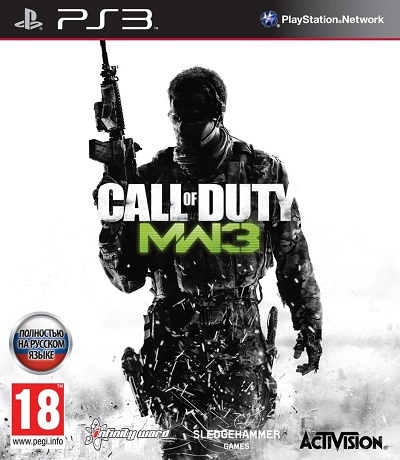 PS3
PlayStation®Network
CALL OF DUTY
MW3
ПОЛНОСТЬЮ
НА РУССКОМ
ЯЗЫКЕ
18
www.pegi.info
infinity ward
SLEDGEHAMMER
GAMES
ACTIVISION